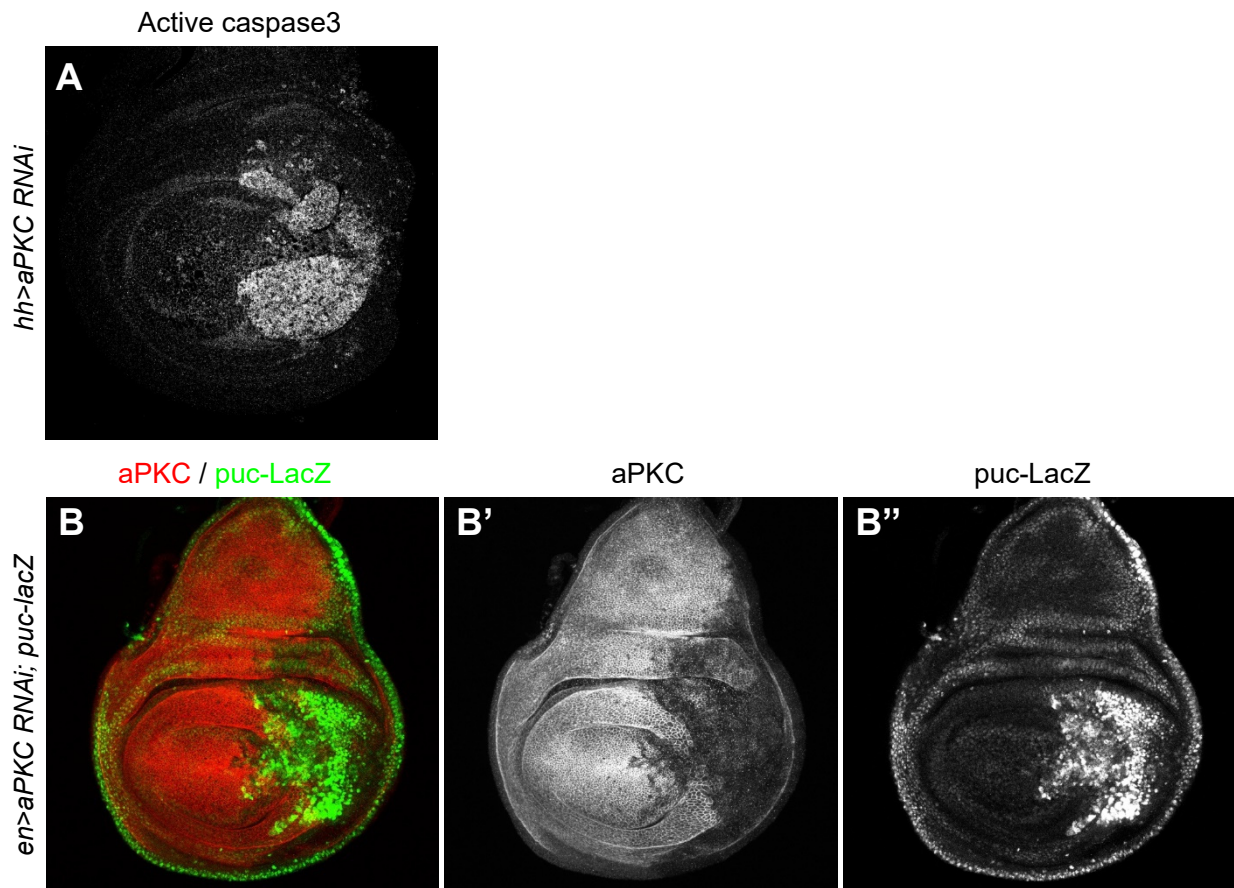 Active caspase3
A
hh>aPKC RNAi
aPKC / puc-LacZ
aPKC
puc-LacZ
B
B'
B''
en>aPKC RNAi; puc-lacZ